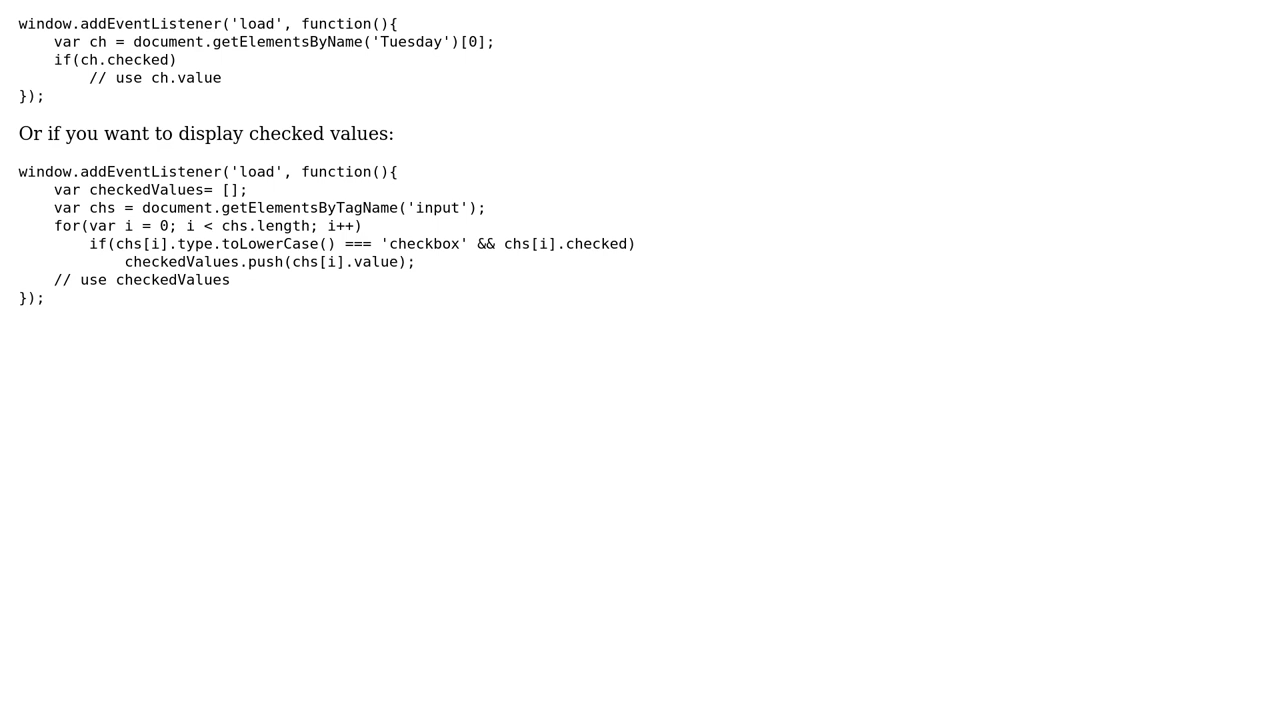 window.addEventListener('load', function(){
    var ch = document.getElementsByName('Tuesday')[0];
    if(ch.checked)
        // use ch.value
});
Or if you want to display checked values:
window.addEventListener('load', function(){
    var checkedValues= [];
    var chs = document.getElementsByTagName('input');
    for(var i = 0; i < chs.length; i++)
        if(chs[i].type.toLowerCase() === 'checkbox' && chs[i].checked)
            checkedValues.push(chs[i].value);
    // use checkedValues
});